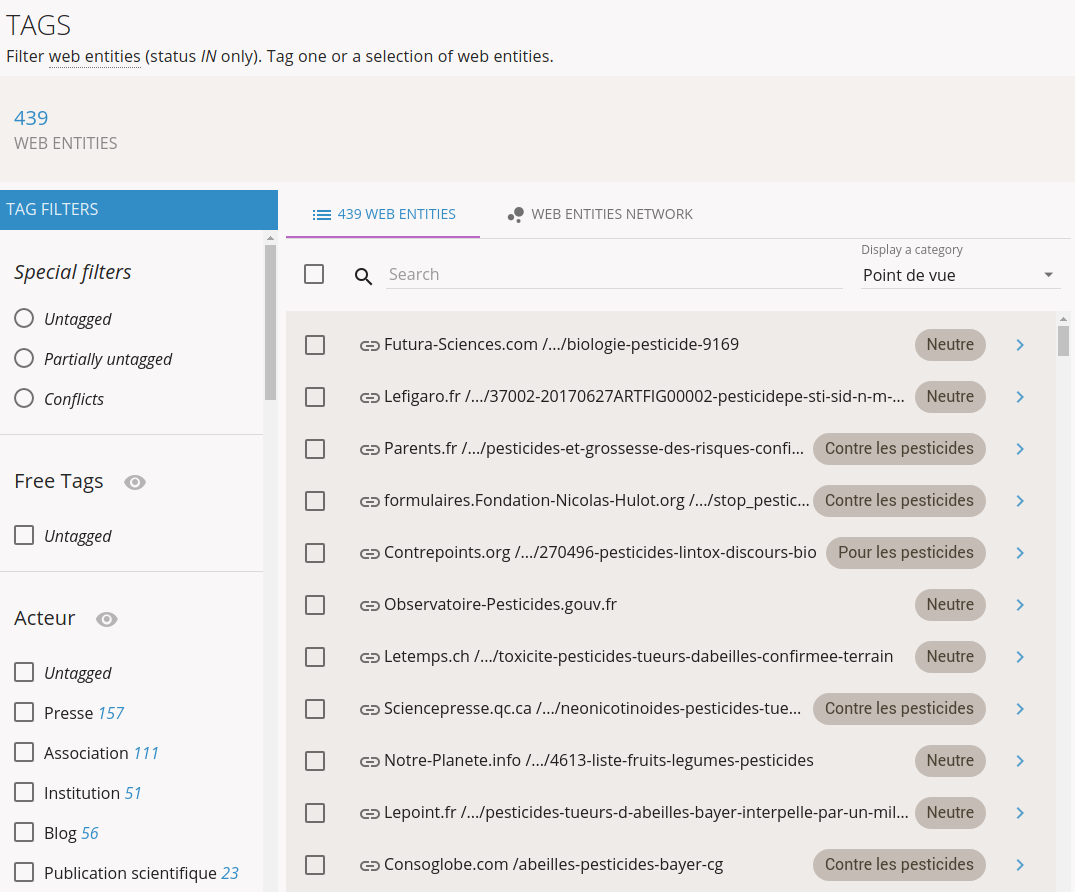 TAGS
Filter web entities (status IN only). Tag one or a selection of web entities.
439
WEB ENTITIES
TAG FILTERS
Special filters
Untagged
Partially untagged
Conflicts
Free Tags
Untagged
Acteur
Untagged
Presse 157
Association 111
Institution 51
Blog 56
Publication scientifique 23
439 WEB ENTITIES
WEB ENTITIES NETWORK
Search
Display a category
Point de vue
Futura-Sciences.com /.../biologie-pesticide-9169 Neutre
Lefigaro.fr /.../37002-20170627ARTFIG00002-pesticidepe-sti-sid-n-m-... Neutre
Parents.fr /.../pesticides-et-grossesse-des-risques-confi... Contre les pesticides
formulaires.Fondation-Nicolas-Hulot.org /.../stop_pestic... Contre les pesticides
Contrepoints.org /.../270496-pesticides-lintox-discours-bio Pour les pesticides
Observatoire-Pesticides.gouv.fr Neutre
Letemps.ch /.../toxicite-pesticides-tueurs-dabeilles-confirmee-terrain Neutre
Sciencepresse.qc.ca /.../neonicotinoides-pesticides-tue... Contre les pesticides
Notre-Planete.info /.../4613-liste-fruits-legumes-pesticides Neutre
Lepoint.fr /.../pesticides-tueurs-d-abeilles-bayer-interpelle-par-un-mil... Neutre
Consoglobe.com /abeilles-pesticides-bayer-cg Contre les pesticides